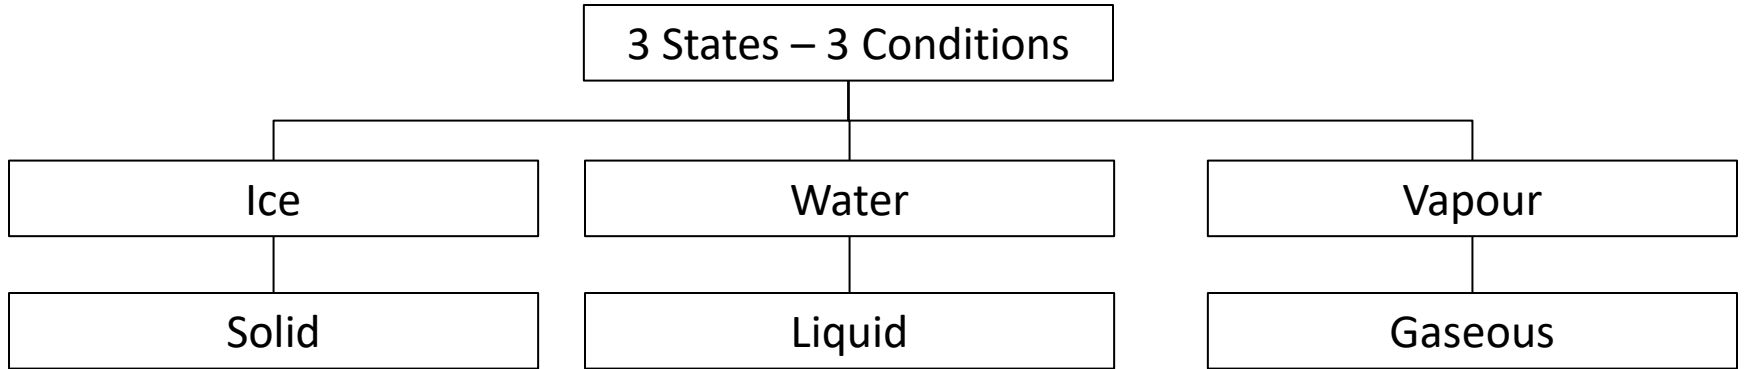 3 States – 3 Conditions
Ice
Water
Vapour
Solid
Liquid
Gaseous